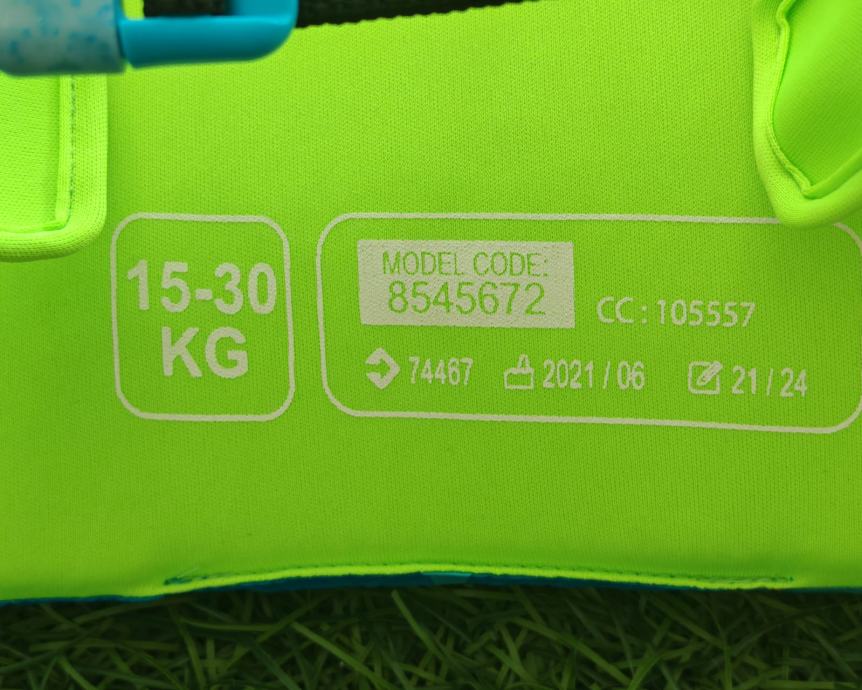 15-30
KG
MODEL CODE:
8545672
CC : 105557
74467
2021 / 06
21 / 24